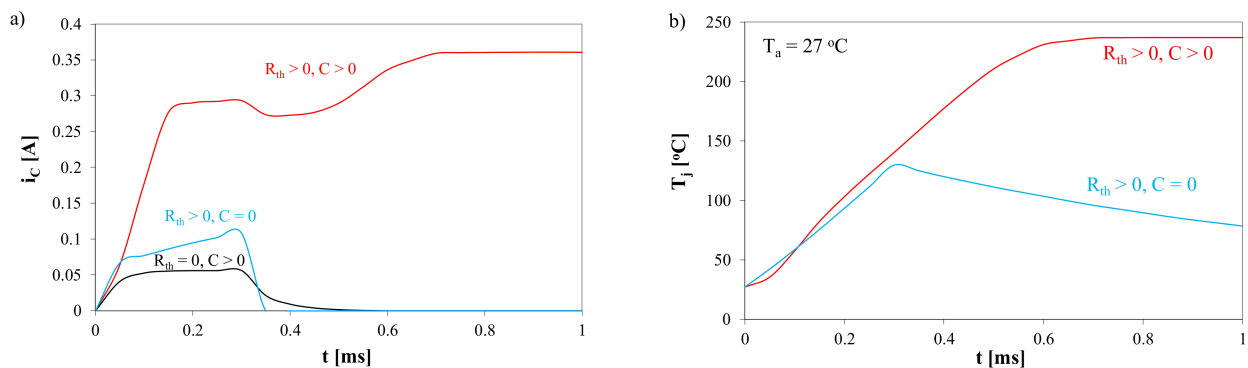 a)
i_C [A]
0.4
0.35
0.3
0.25
0.2
0.15
0.1
0.05
0
R_th > 0, C > 0
R_th > 0, C = 0
R_th = 0, C > 0
0 0.2 0.4 0.6 0.8 1
t [ms]
b)
T_j [°C]
250
200
150
100
50
0
T_a = 27 °C
R_th > 0, C > 0
R_th > 0, C = 0
0 0.2 0.4 0.6 0.8 1
t [ms]